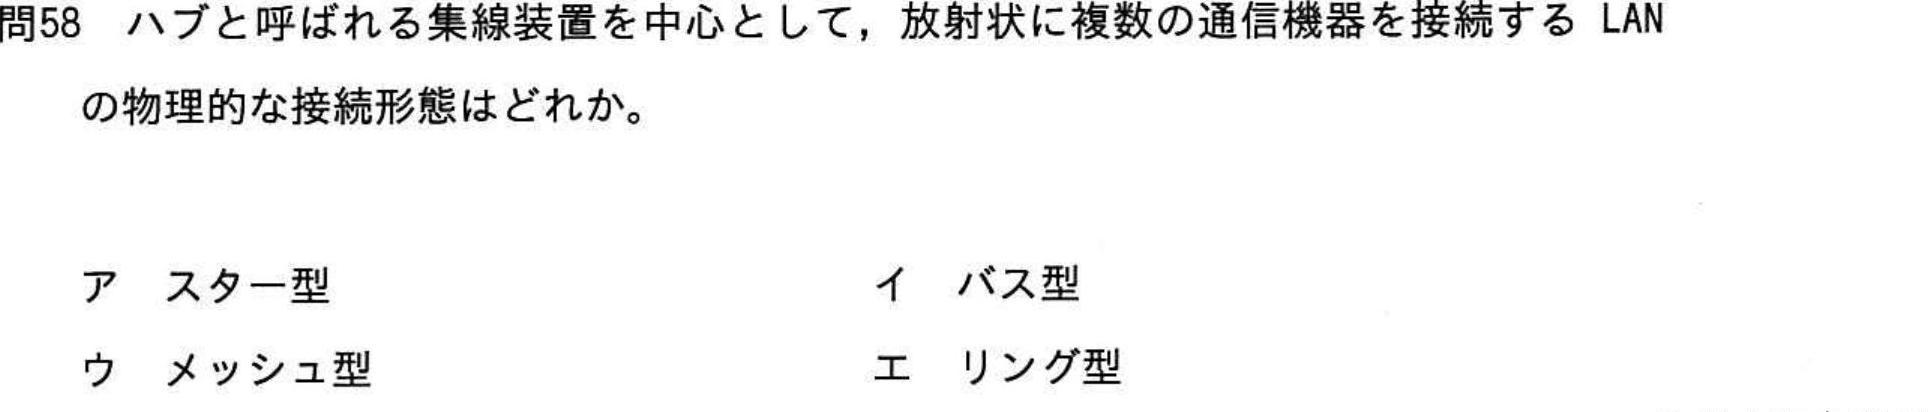 問58　ハブと呼ばれる集線装置を中心として，放射状に複数の通信機器を接続する LAN
の物理的な接続形態はどれか。
ア　スター型　イ　バス型
ウ　メッシュ型　エ　リング型